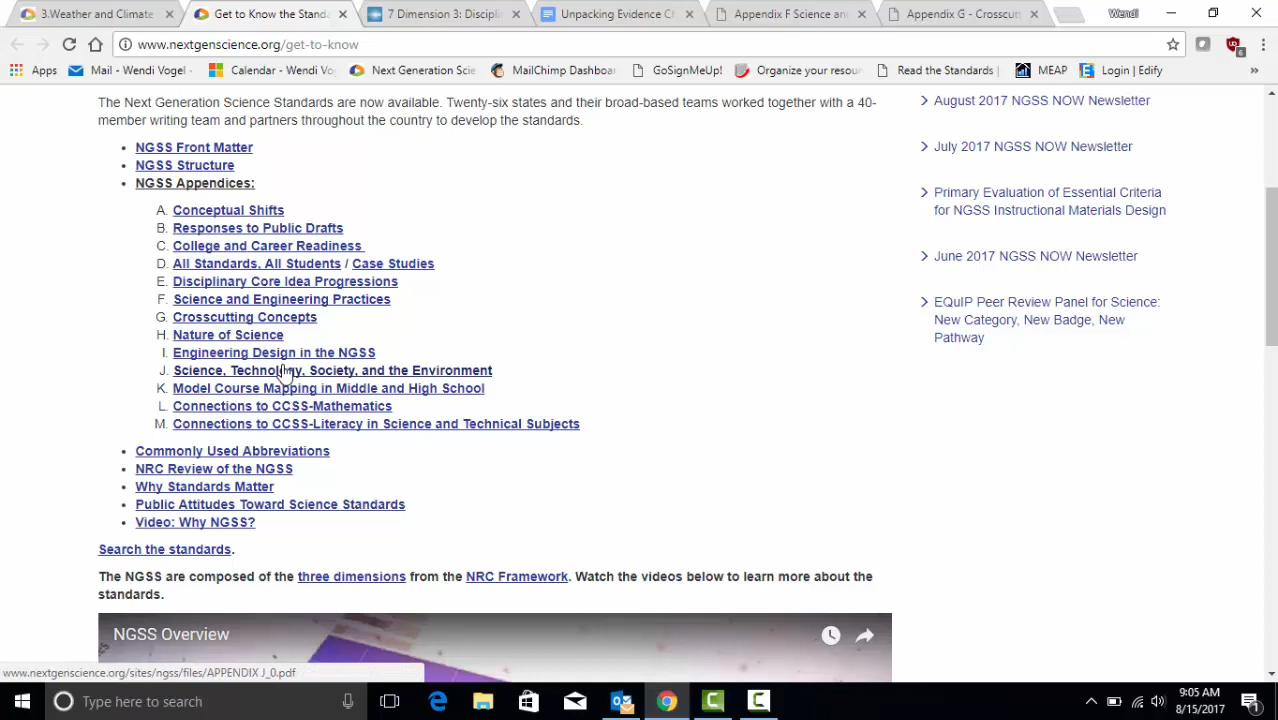 3.Weather and Climate
Get to Know the Standa
7 Dimension 3: Discipli
Unpacking Evidence C
Appendix F Science an
Appendix G - Crosscutt
Wendi
www.nextgenscience.org/get-to-know
6
Apps
Mail - Wendi Vogel -
Calendar - Wendi Vo
Next Generation Scie
MailChimp Dashboa
GoSignMeUp!
Organize your resou
Read the Standards
MEAP
Login | Edify
The Next Generation Science Standards are now available. Twenty-six states and their broad-based teams worked together with a 40-
member writing team and partners throughout the country to develop the standards.
• NGSS Front Matter
• NGSS Structure
• NGSS Appendices:
A. Conceptual Shifts
B. Responses to Public Drafts
C. College and Career Readiness
D. All Standards, All Students / Case Studies
E. Disciplinary Core Idea Progressions
F. Science and Engineering Practices
G. Crosscutting Concepts
H. Nature of Science
I. Engineering Design in the NGSS
J. Science, Technology, Society, and the Environment
K. Model Course Mapping in Middle and High School
L. Connections to CCSS-Mathematics
M. Connections to CCSS-Literacy in Science and Technical Subjects
• Commonly Used Abbreviations
• NRC Review of the NGSS
• Why Standards Matter
• Public Attitudes Toward Science Standards
• Video: Why NGSS?
Search the standards.
The NGSS are composed of the three dimensions from the NRC Framework. Watch the videos below to learn more about the
standards.
NGSS Overview
August 2017 NGSS NOW Newsletter
July 2017 NGSS NOW Newsletter
Primary Evaluation of Essential Criteria
for NGSS Instructional Materials Design
June 2017 NGSS NOW Newsletter
EQuIP Peer Review Panel for Science:
New Category, New Badge, New
Pathway
www.nextgenscience.org/sites/ngss/files/APPENDIX J_0.pdf
Type here to search
9:05 AM
8/15/2017
1